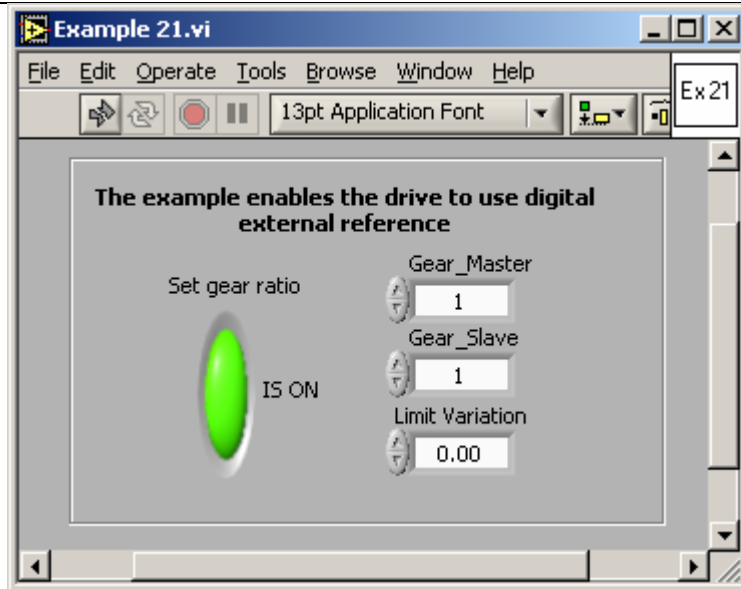 Example 21.vi
File Edit Operate Tools Browse Window Help
Ex 21
13pt Application Font
The example enables the drive to use digital
external reference
Set gear ratio
IS ON
Gear_Master
1
Gear_Slave
1
Limit Variation
0.00